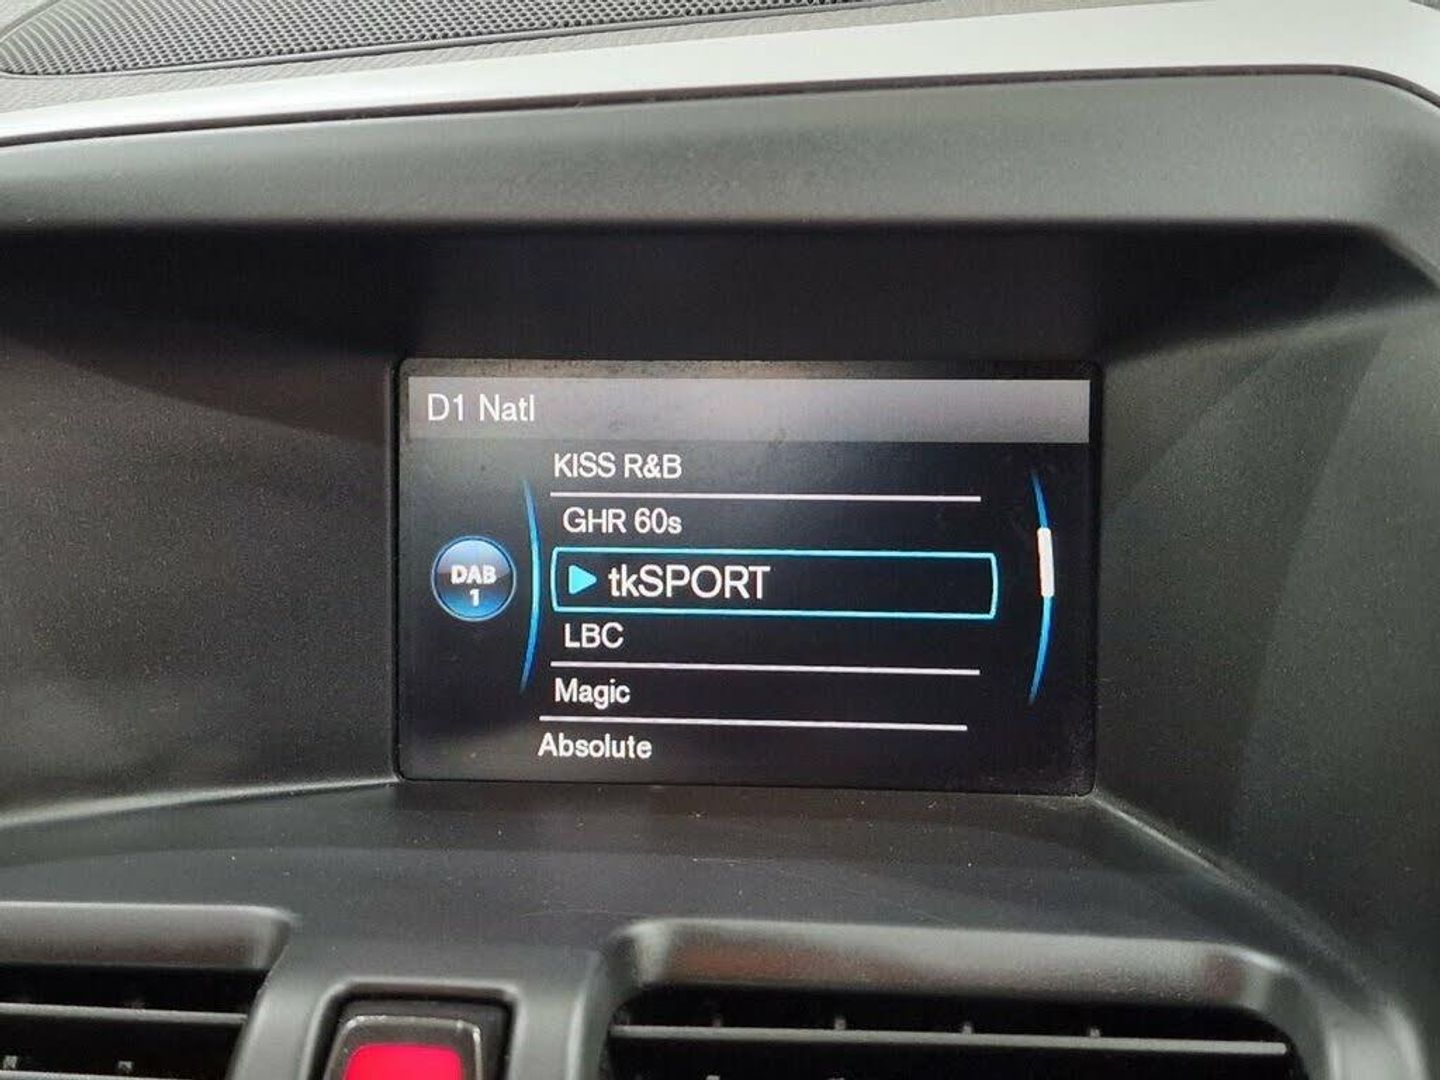 D1 Natl
KISS R&B
GHR 60s
DAB
1
tkSPORT
LBC
Magic
Absolute